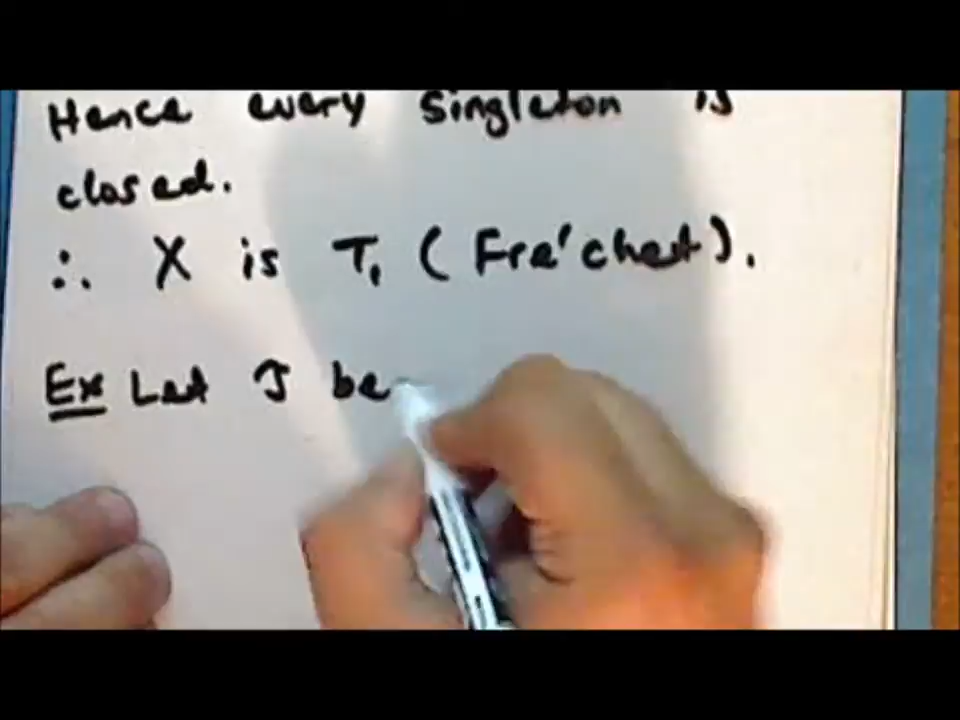 Hence every singleton is
closed.
∴ X is T₁ (Fre'chet).
Ex Let J be